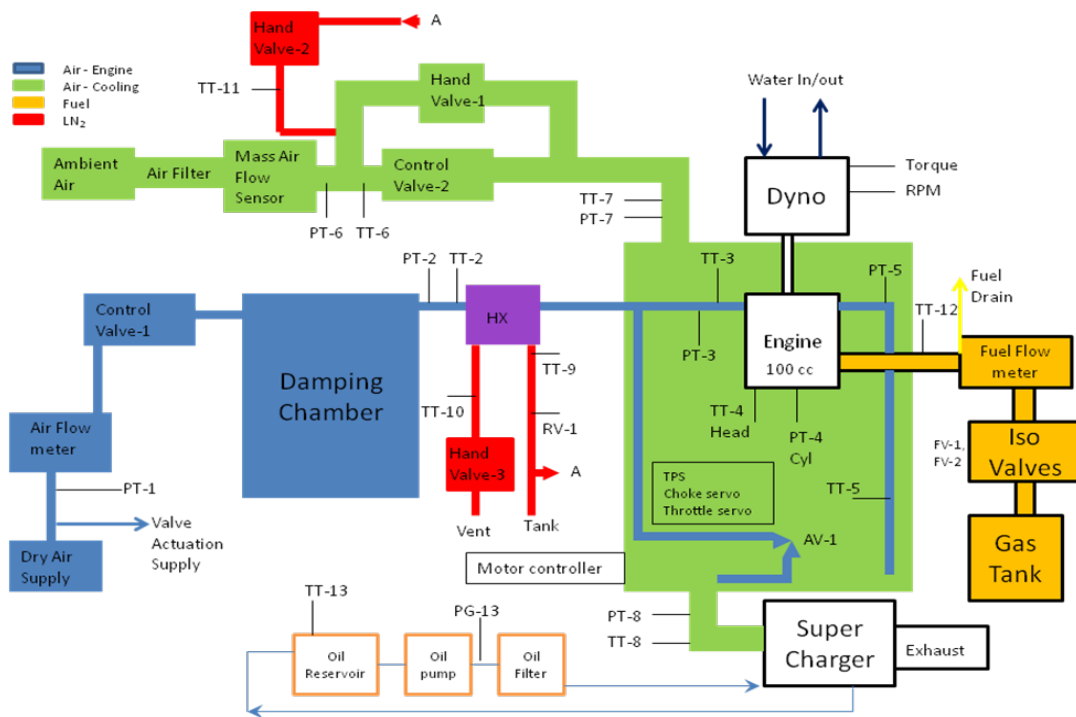 Hand
Valve-2
A
Air - Engine
Air - Cooling
Fuel
LN2
TT-11
Hand
Valve-1
Water In/out
Ambient
Air
Air Filter
Mass Air
Flow
Sensor
Control
Valve-2
Torque
RPM
Dyno
TT-7
PT-7
PT-6
TT-6
PT-2
TT-2
TT-3
PT-5
Fuel
Drain
TT-12
Control
Valve-1
HX
Engine
100 cc
PT-3
Fuel Flow
meter
Damping
Chamber
TT-9
TT-10
RV-1
TT-4
Head
PT-4
Cyl
Air Flow
meter
FV-1,
FV-2
Iso
Valves
Hand
Valve-3
A
TPS
Choke servo
Throttle servo
TT-5
PT-1
Valve
Actuation
Supply
Vent
Tank
AV-1
Dry Air
Supply
Gas
Tank
Motor controller
TT-13
PG-13
PT-8
TT-8
Super
Charger
Exhaust
Oil
Reservoir
Oil
pump
Oil
Filter